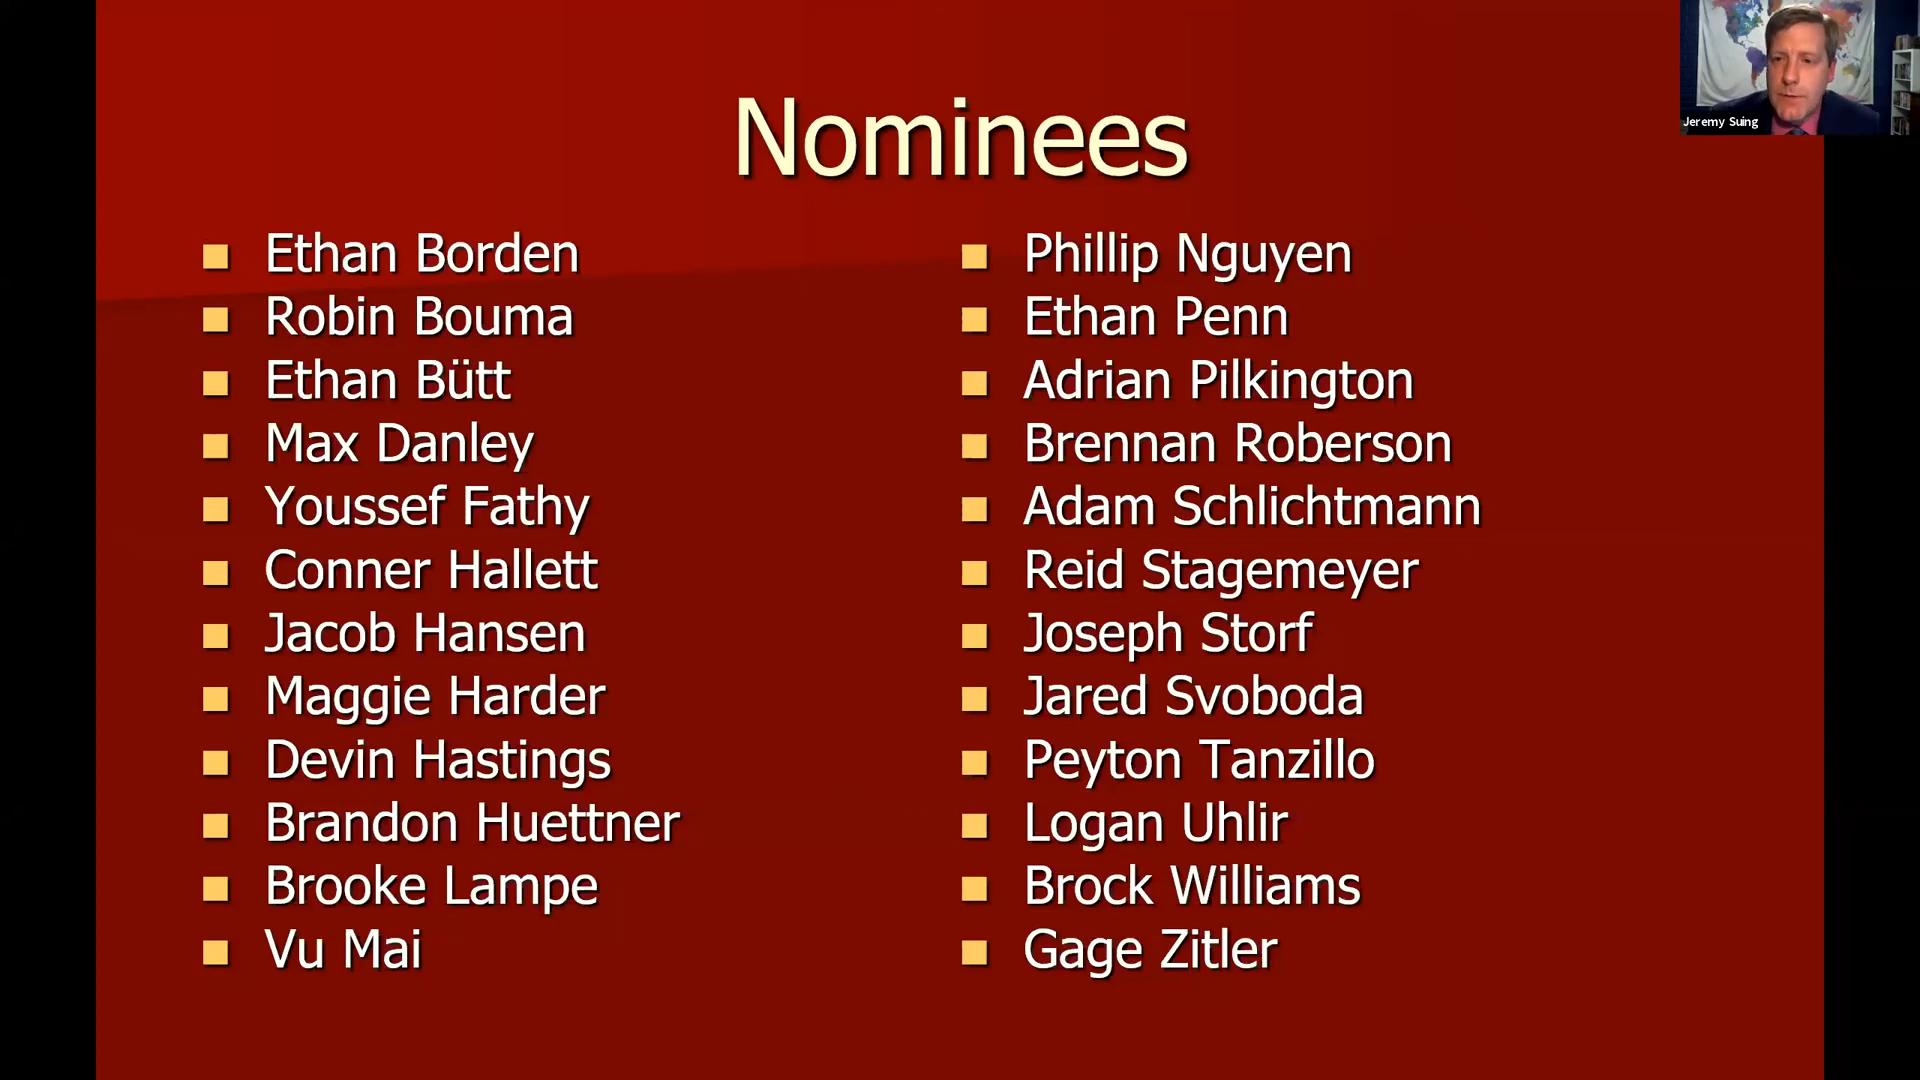 Nominees
Ethan Borden
Robin Bouma
Ethan Bütt
Max Danley
Youssef Fathy
Conner Hallett
Jacob Hansen
Maggie Harder
Devin Hastings
Brandon Huettner
Brooke Lampe
Vu Mai
Phillip Nguyen
Ethan Penn
Adrian Pilkington
Brennan Roberson
Adam Schlichtmann
Reid Stagemeyer
Joseph Storf
Jared Svoboda
Peyton Tanzillo
Logan Uhlir
Brock Williams
Gage Zitler
Jeremy Suing